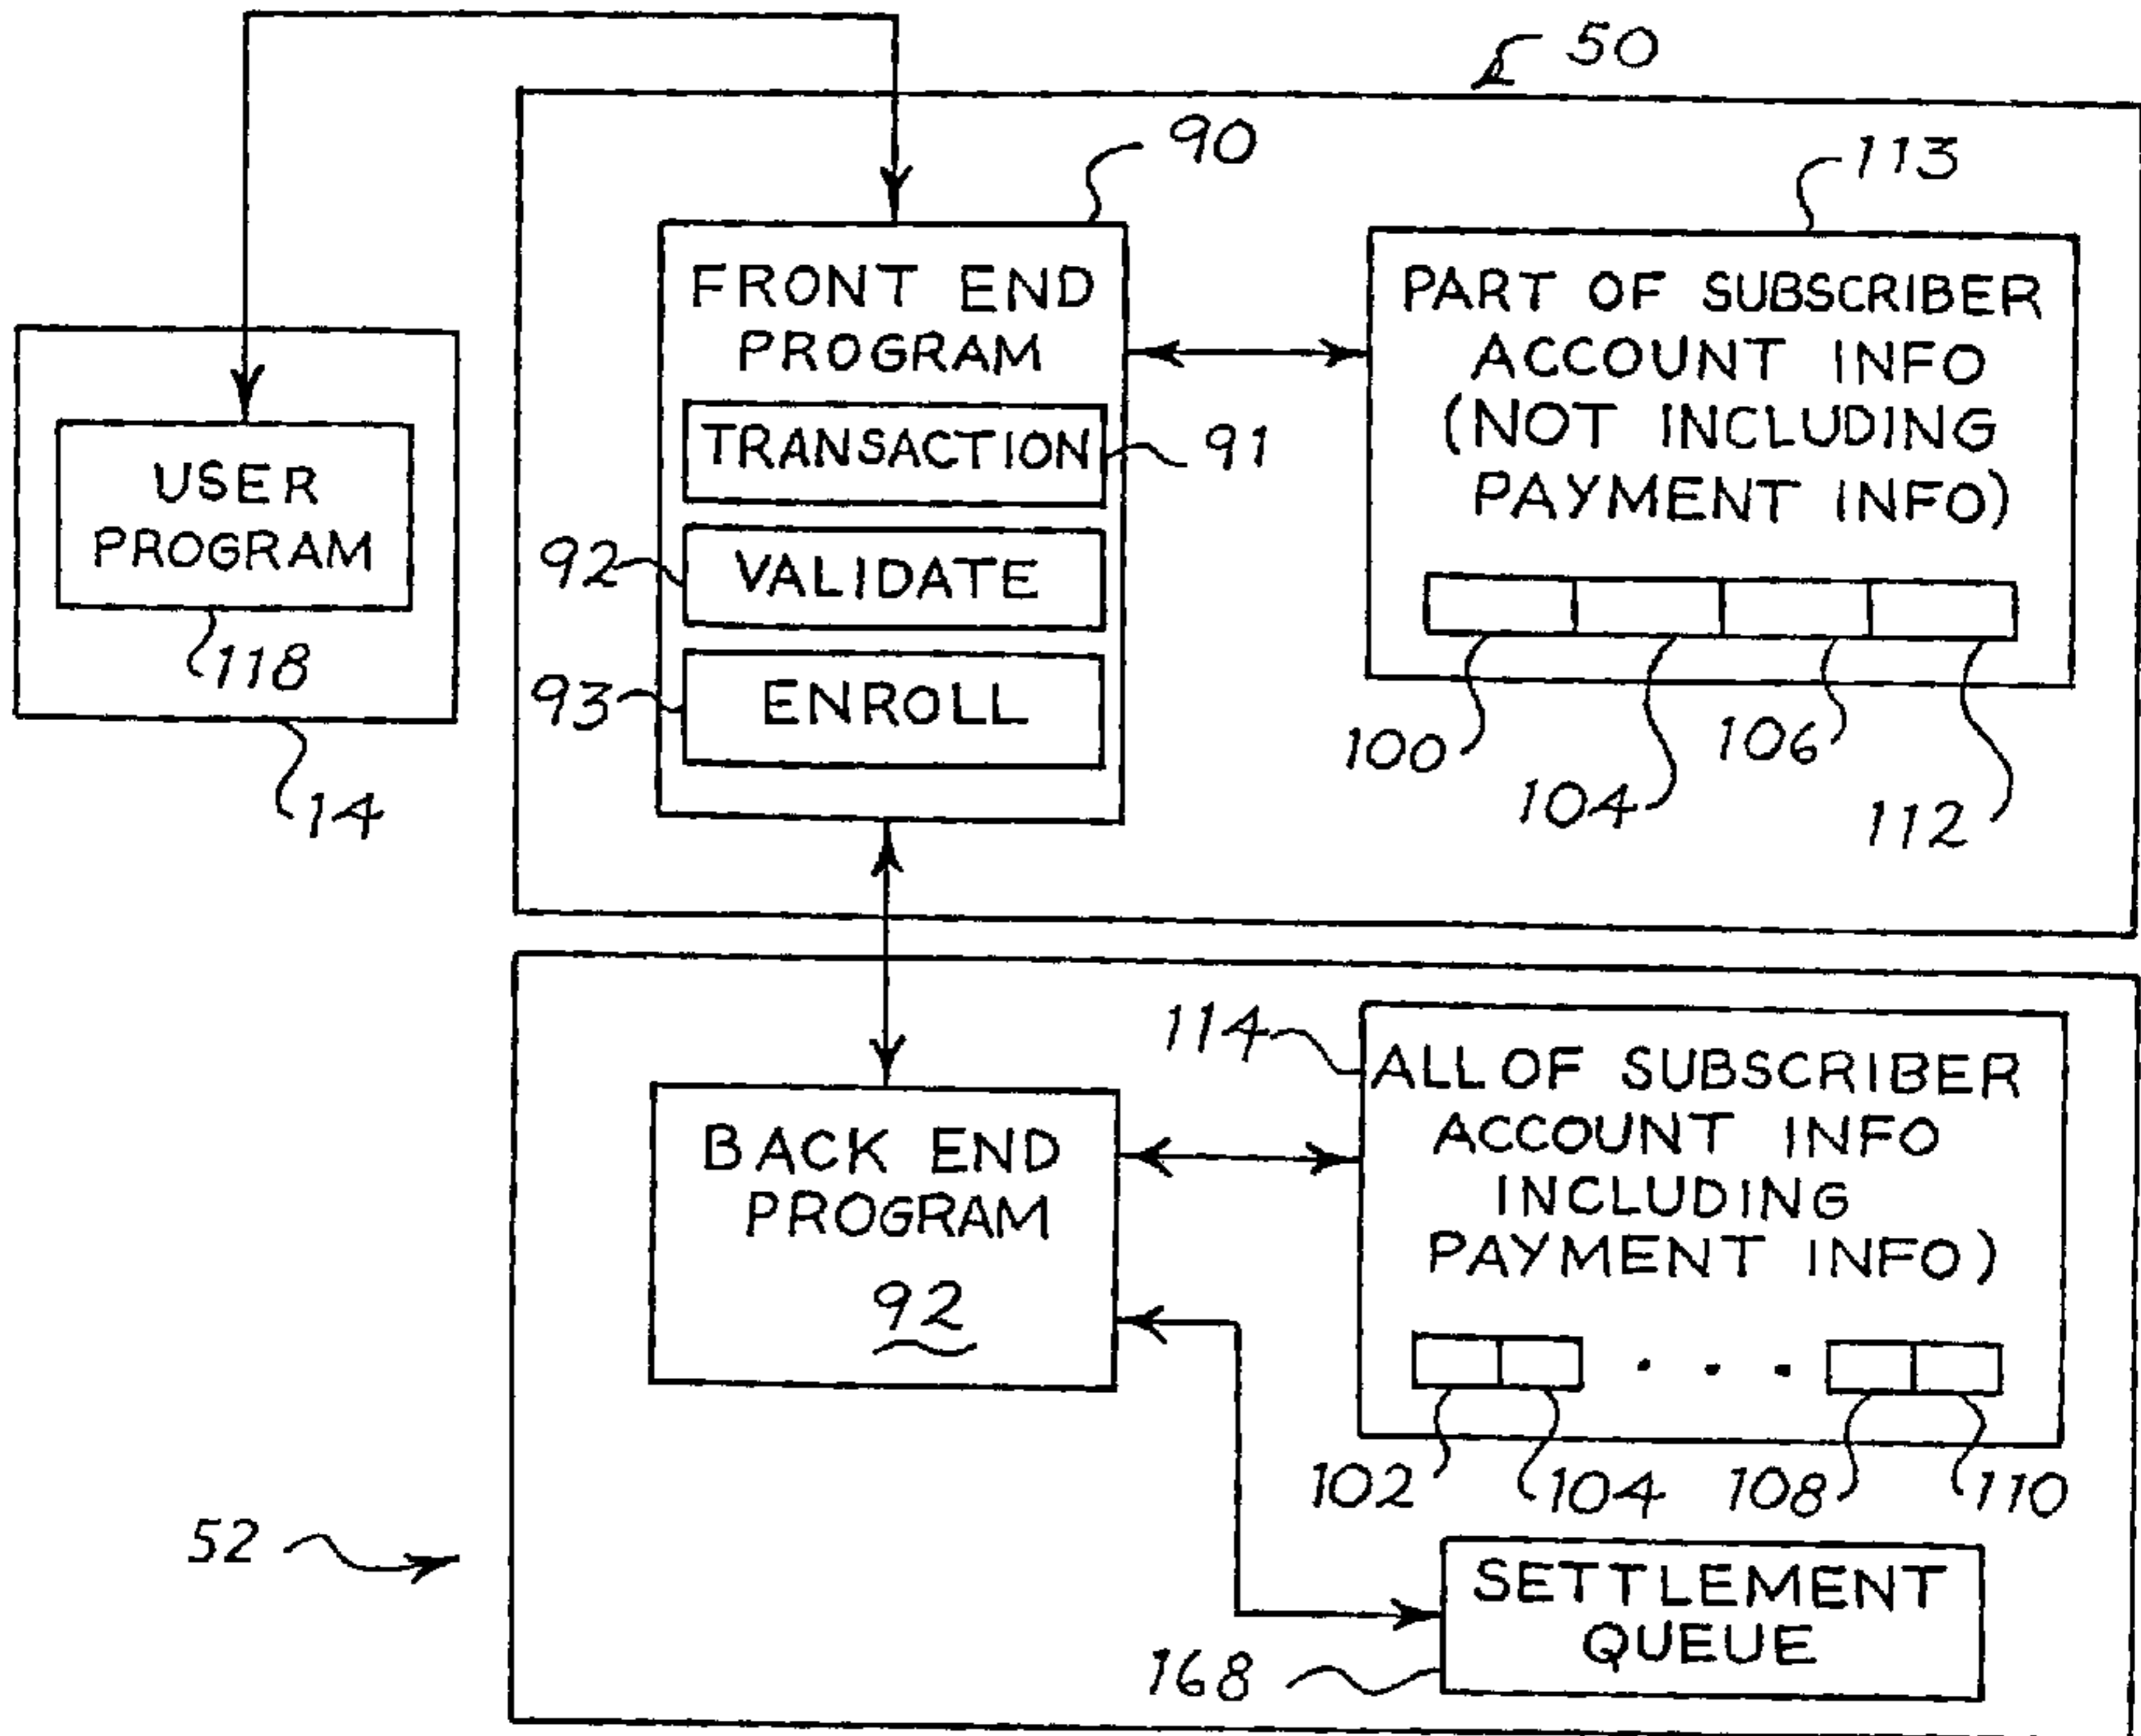 50
90
113
FRONT END
PROGRAM
TRANSACTION
91
92
VALIDATE
93
ENROLL
PART OF SUBSCRIBER
ACCOUNT INFO
(NOT INCLUDING
PAYMENT INFO)
100
104
106
112
USER
PROGRAM
118
14
114
ALL OF SUBSCRIBER
ACCOUNT INFO
INCLUDING
PAYMENT INFO)
102
104
108
110
BACK END
PROGRAM
92
52
SETTLEMENT
QUEUE
168